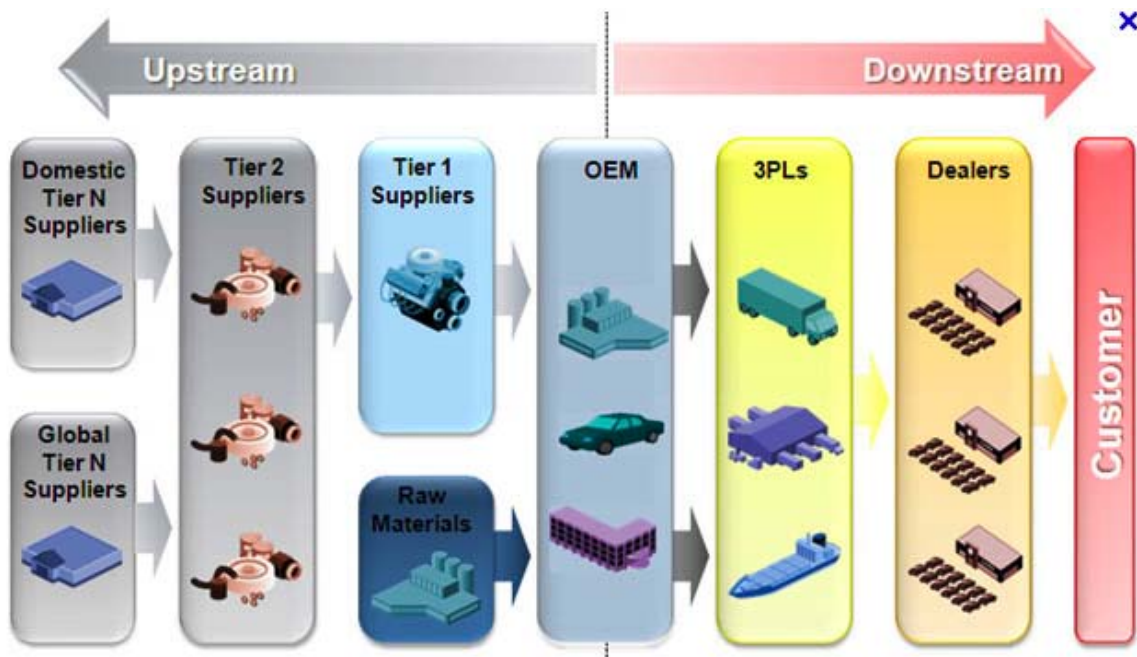 Upstream
Downstream
Domestic
Tier N
Suppliers
Global
Tier N
Suppliers
Tier 2
Suppliers
Tier 1
Suppliers
Raw
Materials
OEM
3PLs
Dealers
Customer